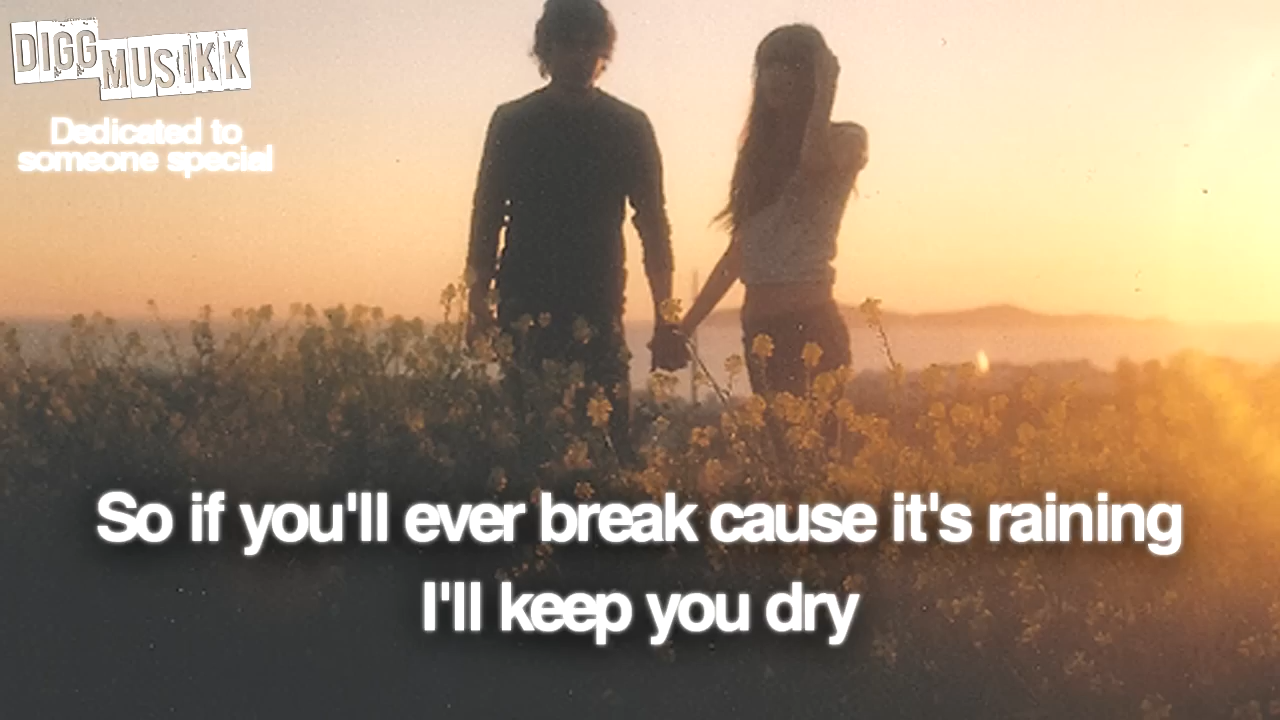 DIGG
MUSIKK
Dedicated to
someone special
So if you'll ever break cause it's raining
I'll keep you dry